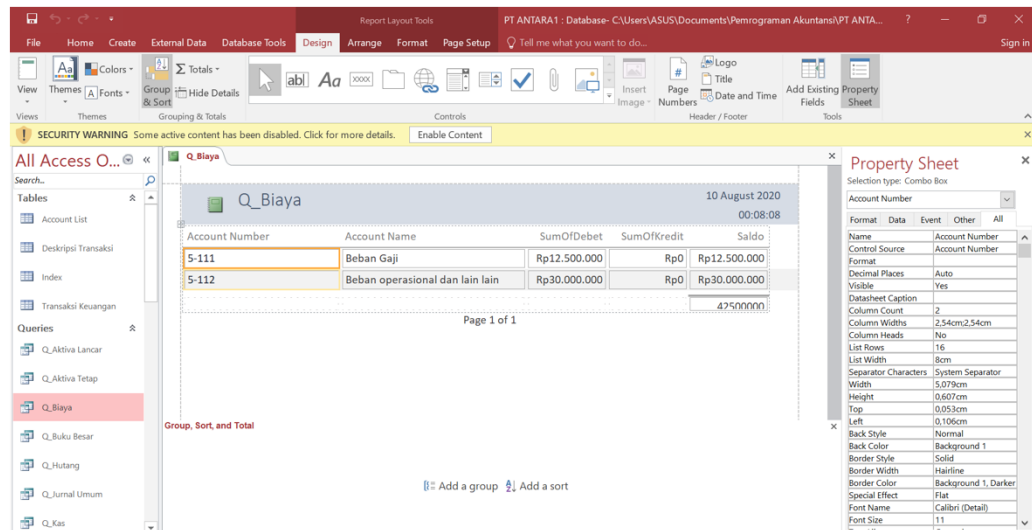 Report Layout Tools
PT ANTARA1 : Database- C:\Users\ASUS\Documents\Pemrograman Akuntansi\PT ANTA...
?
File Home Create External Data Database Tools Design Arrange Format Page Setup Tell me what you want to do... Sign in
View
Themes
Aa
Colors
A Fonts
Group & Sort
Σ Totals
Hide Details
ab| Aa xxxx
Insert Image
# Page Numbers
Logo
Title
Date and Time
Add Existing Fields
Property Sheet
Views Themes Grouping & Totals Controls Header / Footer Tools
! SECURITY WARNING Some active content has been disabled. Click for more details. Enable Content
All Access O... «
Search...
Tables
Account List
Deskripsi Transaksi
Index
Transaksi Keuangan
Queries
Q_Aktiva Lancar
Q_Aktiva Tetap
Q_Biaya
Q_Buku Besar
Q_Hutang
Q_Jurnal Umum
Q_Kas
Q_Biaya
Q_Biaya
10 August 2020
00:08:08
Account Number Account Name SumOfDebet SumOfKredit Saldo
5-111 Beban Gaji Rp12.500.000 Rp0 Rp12.500.000
5-112 Beban operasional dan lain lain Rp30.000.000 Rp0 Rp30.000.000
42500000
Page 1 of 1
Group, Sort, and Total
Add a group Add a sort
Property Sheet
Selection type: Combo Box
Account Number
Format Data Event Other All
Name Account Number
Control Source Account Number
Format
Decimal Places Auto
Visible Yes
Datasheet Caption
Column Count 2
Column Widths 2,54cm;2,54cm
Column Heads No
List Rows 16
List Width 8cm
Separator Characters System Separator
Width 5,079cm
Height 0,607cm
Top 0,053cm
Left 0,106cm
Back Style Normal
Back Color Background 1
Border Style Solid
Border Width Hairline
Border Color Background 1, Darker
Special Effect Flat
Font Name Calibri (Detail)
Font Size 11